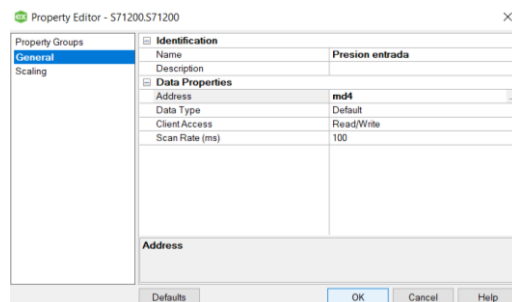 Property Editor - S71200.S71200
Property Groups
General
Scaling
Identification
Name Presion entrada
Description
Data Properties
Address md4
Data Type Default
Client Access Read/Write
Scan Rate (ms) 100
Address
Defaults OK Cancel Help